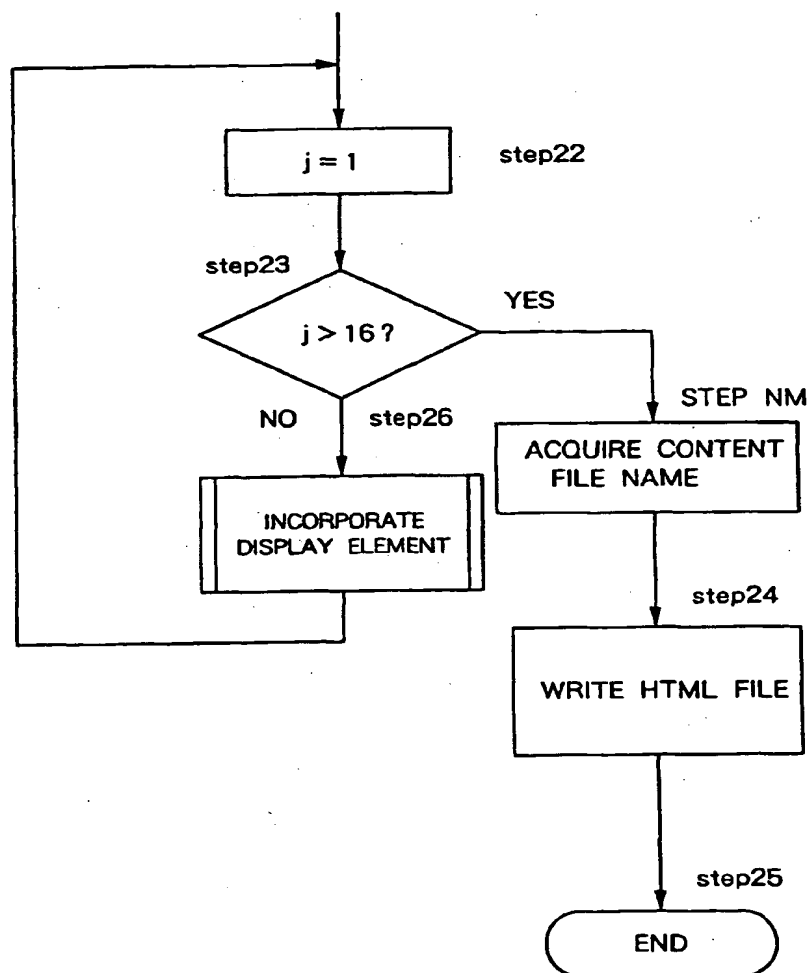 j = 1
step22
step23
j > 16 ?
YES
NO
step26
STEP NM
ACQUIRE CONTENT
FILE NAME
INCORPORATE
DISPLAY ELEMENT
step24
WRITE HTML FILE
step25
END